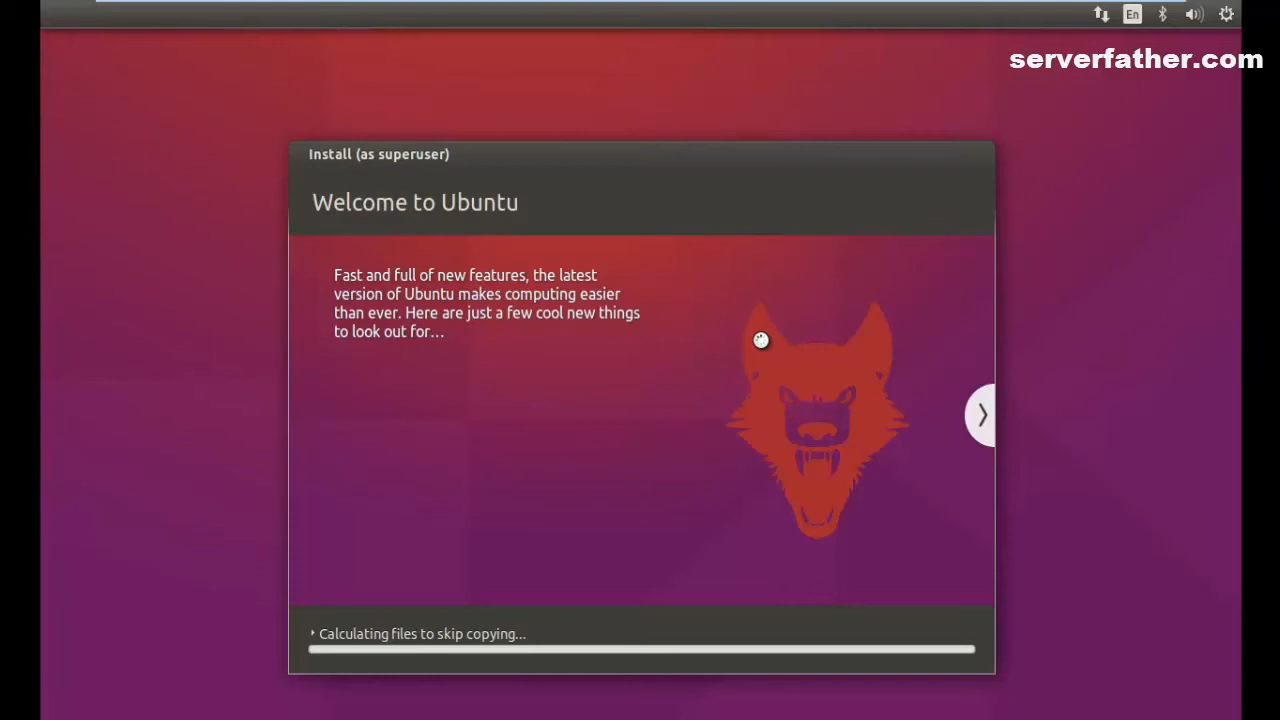 En
serverfather.com
Install (as superuser)
Welcome to Ubuntu
Fast and full of new features, the latest
version of Ubuntu makes computing easier
than ever. Here are just a few cool new things
to look out for...
Calculating files to skip copying...